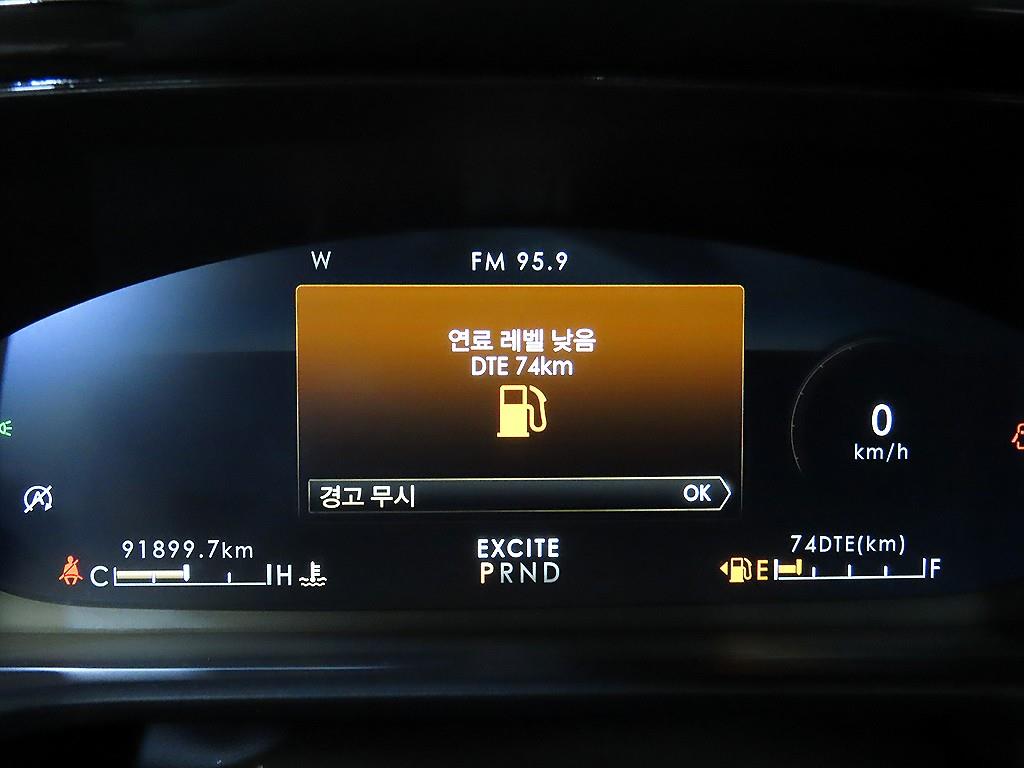 W FM 95.9
연료 레벨 낮음
DTE 74km
0
km/h
경고 무시 OK
91899.7km EXCITE 74DTE(km)
C H PRND E F